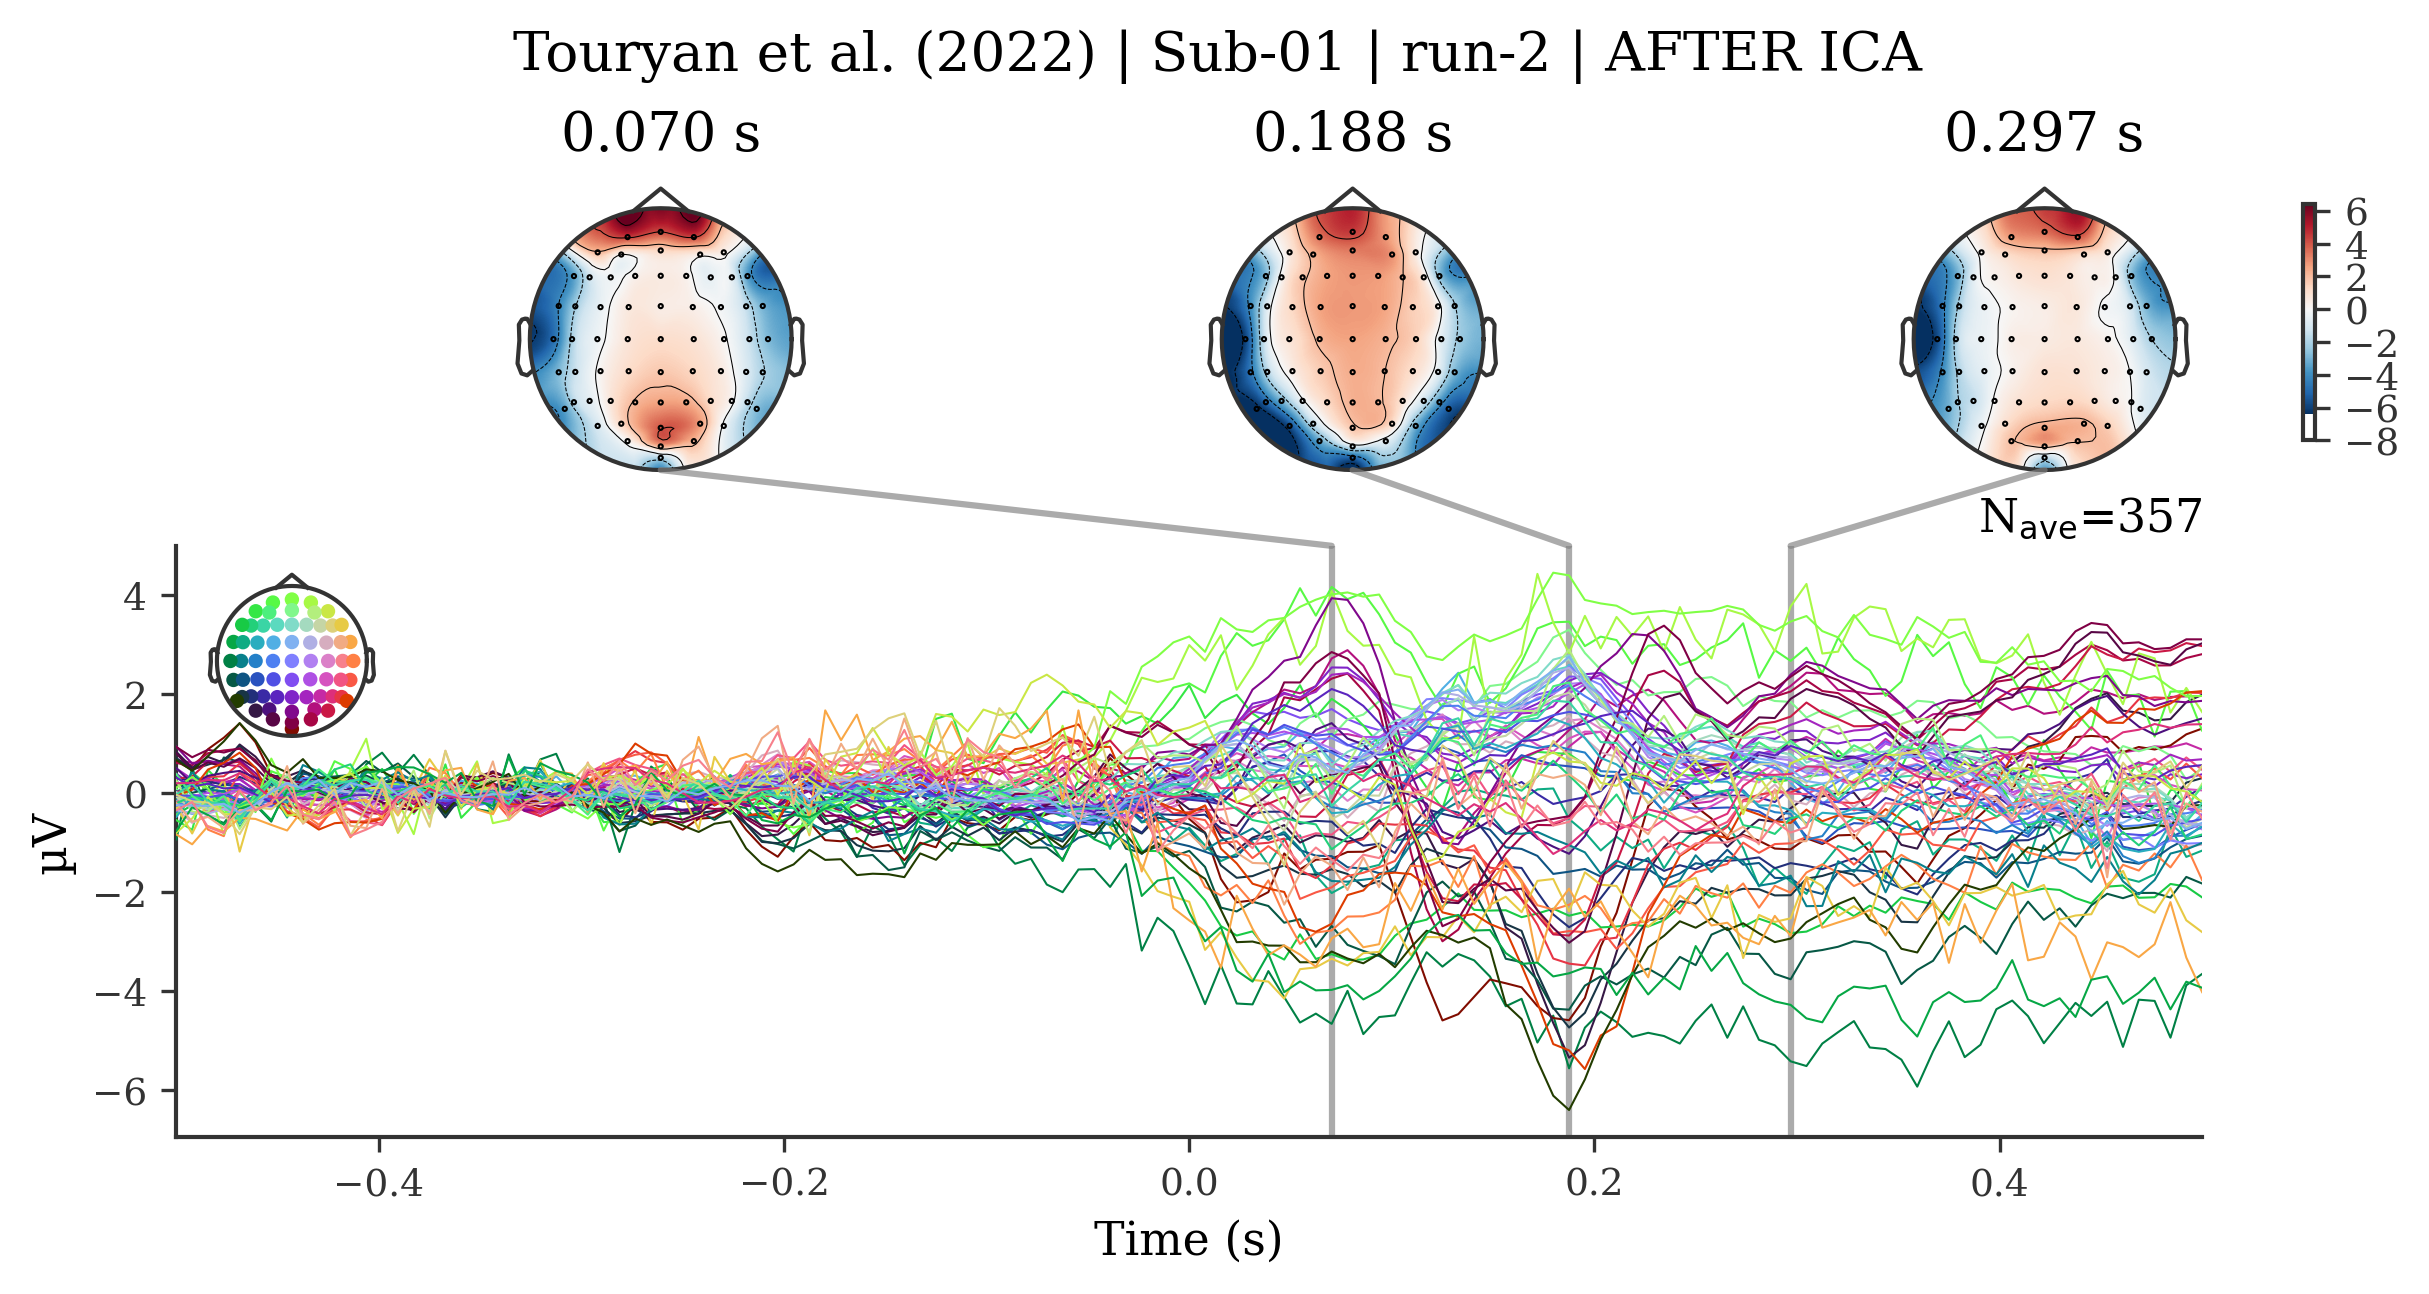 Touryan et al. (2022) | Sub-01 | run-2 | AFTER ICA
0.070 s
0.188 s
0.297 s
6
4
2
0
−2
−4
−6
−8
Nave=357
µV
4
2
0
−2
−4
−6
−0.4
−0.2
0.0
0.2
0.4
Time (s)